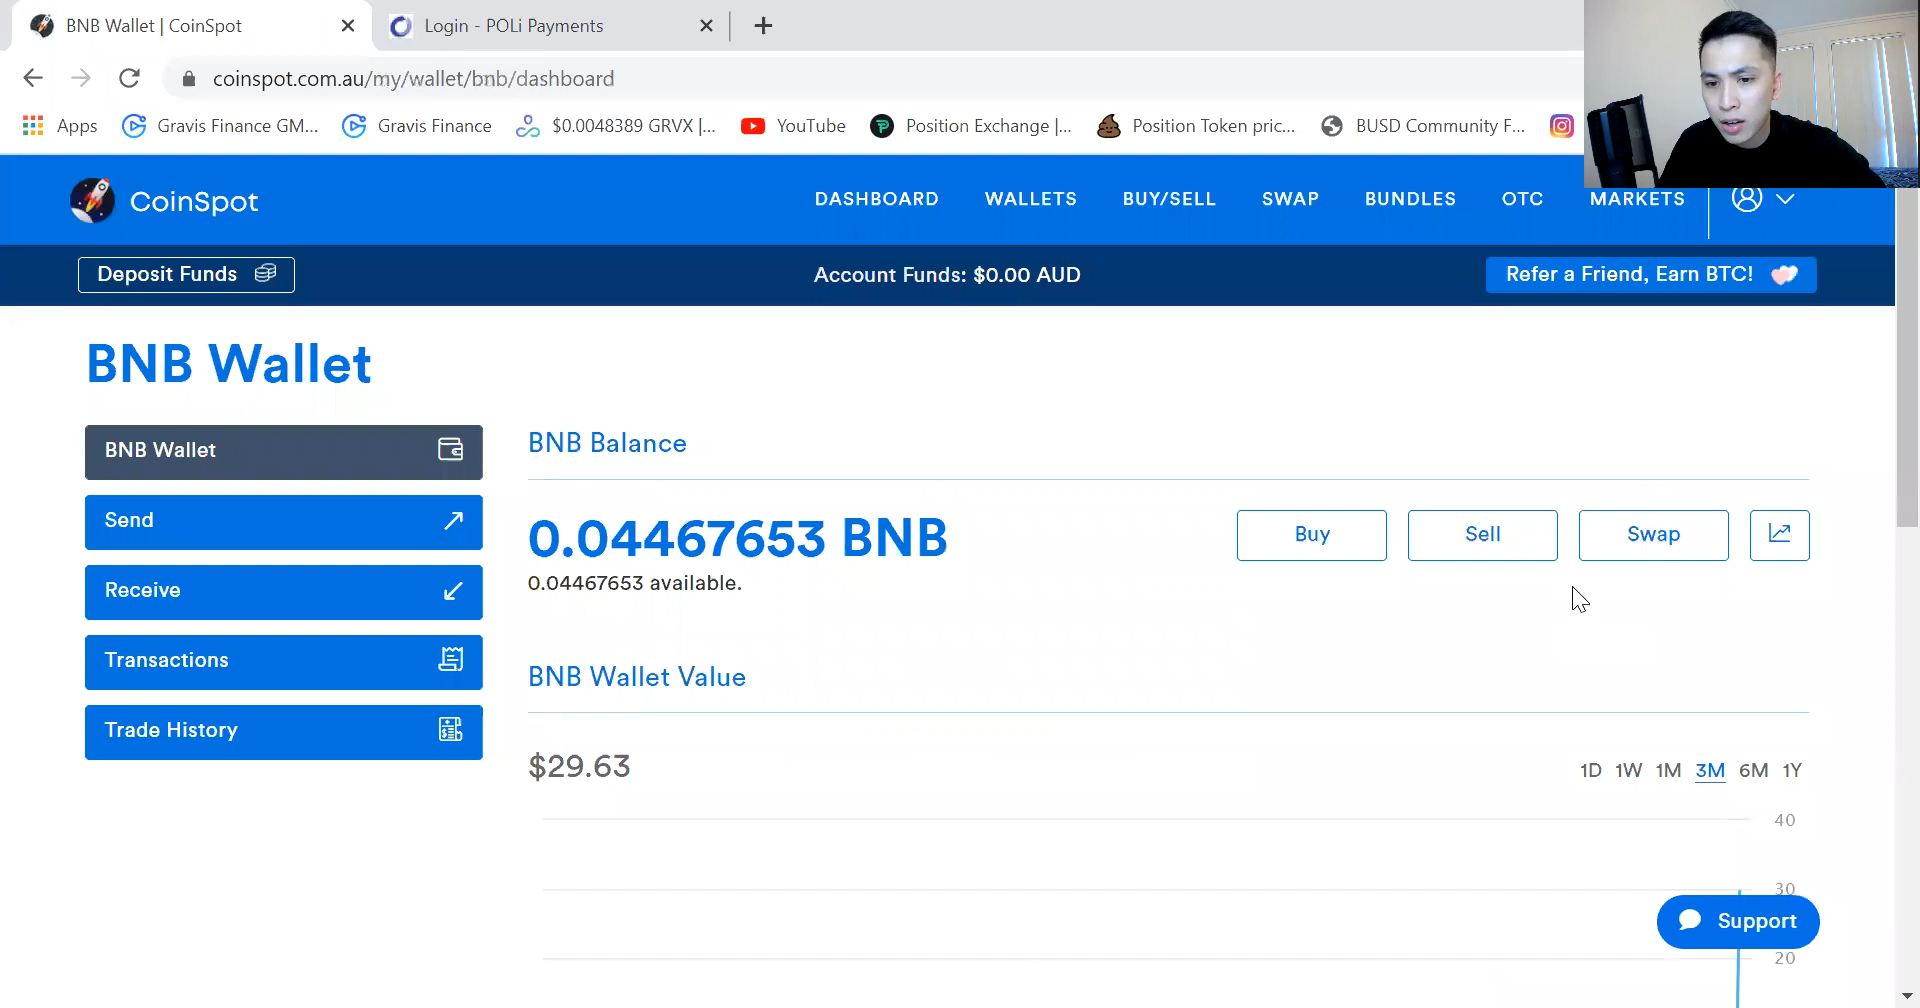 BNB Wallet | CoinSpot
Login - POLi Payments
coinspot.com.au/my/wallet/bnb/dashboard
Apps
Gravis Finance GM...
Gravis Finance
$0.0048389 GRVX |...
YouTube
Position Exchange |...
Position Token pric...
BUSD Community F...
CoinSpot
DASHBOARD
WALLETS
BUY/SELL
SWAP
BUNDLES
OTC
MARKETS
Deposit Funds
Account Funds: $0.00 AUD
Refer a Friend, Earn BTC!
BNB Wallet
BNB Wallet
Send
Receive
Transactions
Trade History
BNB Balance
0.04467653 BNB
0.04467653 available.
Buy
Sell
Swap
BNB Wallet Value
$29.63
1D 1W 1M 3M 6M 1Y
40
30
Support
20